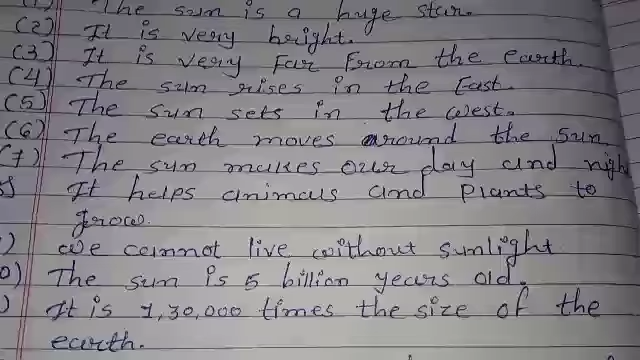 (1) The sun is a huge star.
(2) It is very bright.
(3) It is very Far From the earth.
(4) The sun rises in the East.
(5) The sun sets in the west.
(6) The earth moves around the sun.
(7) The sun makes our day and nigh
It helps animals and plants to
grow.
) we cannot live without sunlight
0) The sun is 5 billion years old.
) It is 1,30,000 times the size of the
earth.